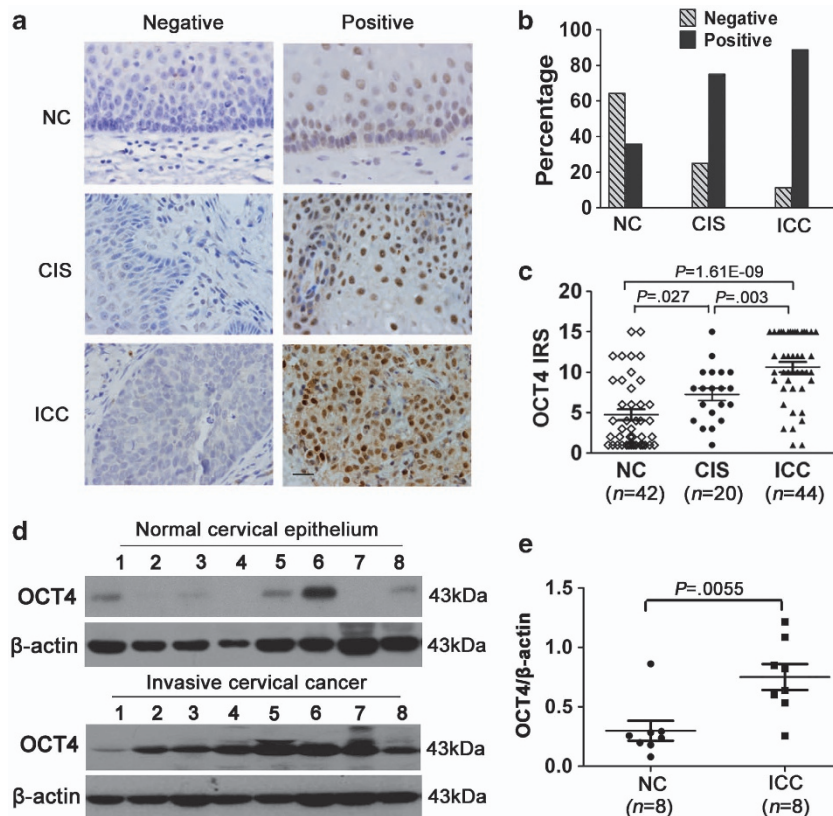 a
Negative Positive
NC
CIS
ICC
b
Negative
Positive
Percentage
100
80
60
40
20
0
NC CIS ICC
c
P=1.61E-09
P=.027 P=.003
OCT4 IRS
20
15
10
5
0
NC CIS ICC
(n=42) (n=20) (n=44)
d
Normal cervical epithelium
1 2 3 4 5 6 7 8
OCT4 43kDa
β-actin 43kDa
Invasive cervical cancer
1 2 3 4 5 6 7 8
OCT4 43kDa
β-actin 43kDa
e
P=.0055
OCT4/β-actin
1.5
1.0
0.5
0.0
NC ICC
(n=8) (n=8)